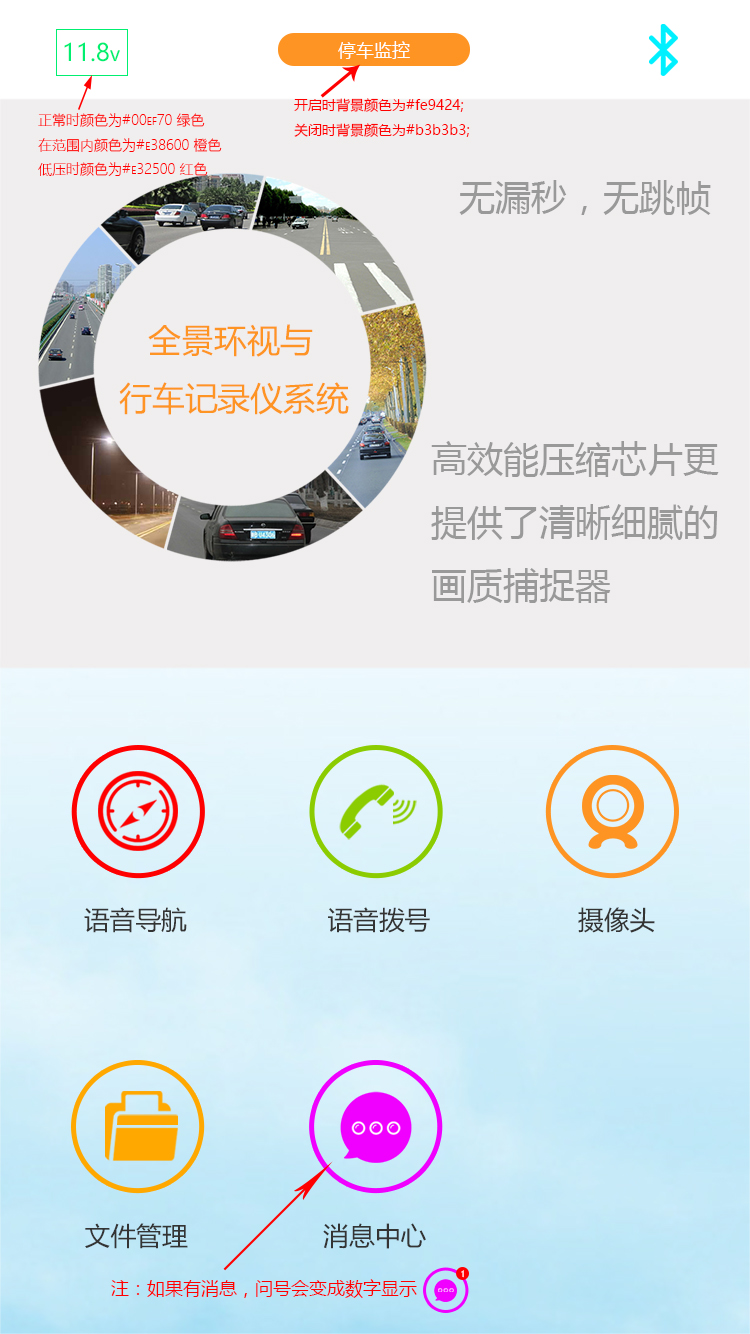 11.8v
停车监控
正常时颜色为#00EF70 绿色
在范围内颜色为#E38600 橙色
低压时颜色为#E32500 红色
开启时背景颜色为#fe9424;
关闭时背景颜色为#b3b3b3;
无漏秒，无跳帧
全景环视与
行车记录仪系统
高效能压缩芯片更
提供了清晰细腻的
画质捕捉器
语音导航
语音拨号
摄像头
文件管理
消息中心
注：如果有消息，问号会变成数字显示
1